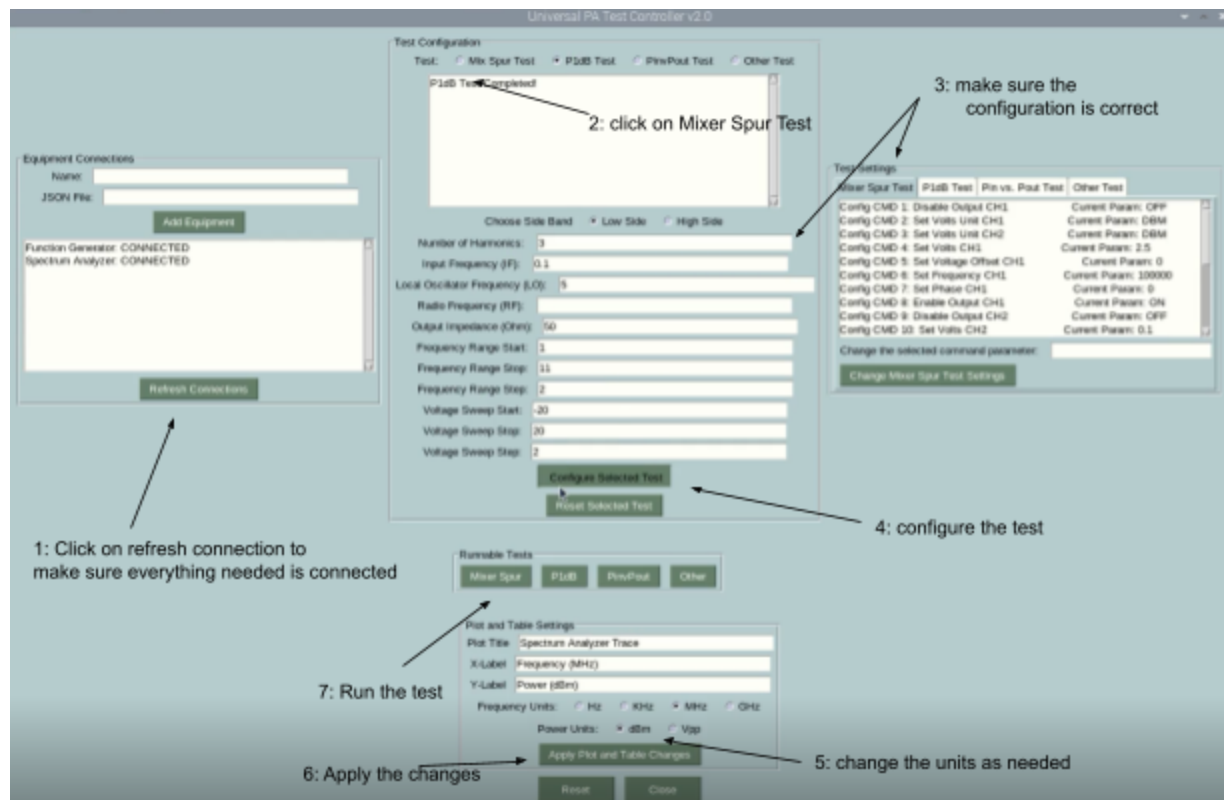 Universal PA Test Controller v2.0
Test Configuration
Test: Mix Spur Test P1dB Test PinvPout Test Other Test
P1dB Test Completed!
2: click on Mixer Spur Test
3: make sure the
configuration is correct
Equipment Connections
Name:
JSON File:
Add Equipment
Function Generator: CONNECTED
Spectrum Analyzer: CONNECTED
Refresh Connections
Choose Side Band Low Side High Side
Number of Harmonics: 3
Input Frequency (IF): 0.1
Local Oscillator Frequency (LO): 5
Radio Frequency (RF):
Output Impedance (Ohm): 50
Frequency Range Start: 1
Frequency Range Stop: 11
Frequency Range Step: 2
Voltage Sweep Start: -20
Voltage Sweep Stop: 20
Voltage Sweep Step: 2
Configure Selected Test
Reset Selected Test
Test Settings
Mixer Spur Test P1dB Test Pin vs. Pout Test Other Test
Config CMD 1: Disable Output CH1 Current Param: OFF
Config CMD 2: Set Volts Unit CH1 Current Param: DBM
Config CMD 3: Set Volts Unit CH2 Current Param: DBM
Config CMD 4: Set Volts CH1 Current Param: 2.5
Config CMD 5: Set Voltage Offset CH1 Current Param: 0
Config CMD 6: Set Frequency CH1 Current Param: 100000
Config CMD 7: Set Phase CH1 Current Param: 0
Config CMD 8: Enable Output CH1 Current Param: ON
Config CMD 9: Disable Output CH2 Current Param: OFF
Config CMD 10: Set Volts CH2 Current Param: 0.1
Change the selected command parameter:
Change Mixer Spur Test Settings
4: configure the test
1: Click on refresh connection to
make sure everything needed is connected
Runnable Tests
Mixer Spur P1dB PinvPout Other
7: Run the test
Plot and Table Settings
Plot Title Spectrum Analyzer Trace
X-Label Frequency (MHz)
Y-Label Power (dBm)
Frequency Units: Hz KHz MHz GHz
Power Units: dBm Vpp
Apply Plot and Table Changes
5: change the units as needed
6: Apply the changes
Reset Close